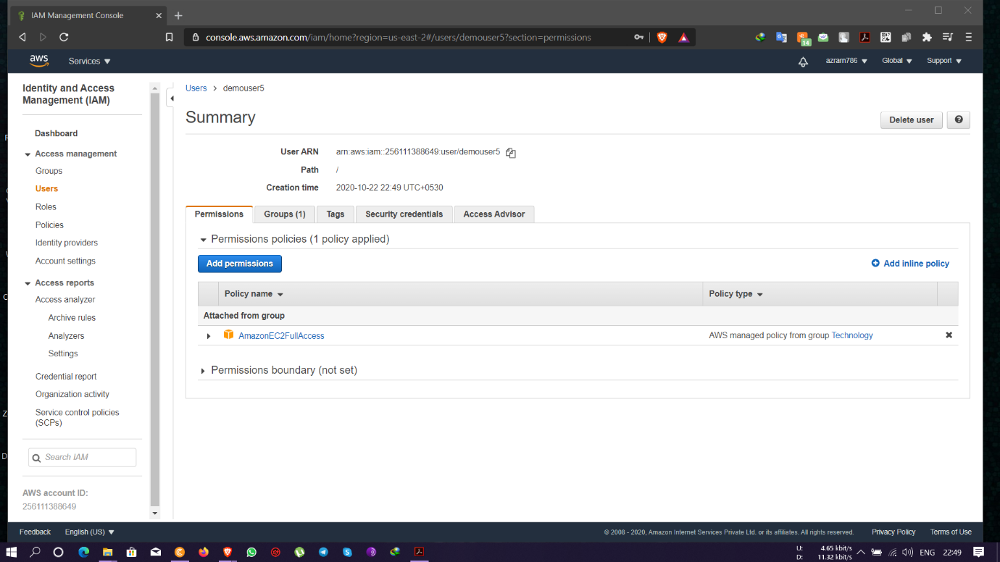 IAM Management Console
console.aws.amazon.com/iam/home?region=us-east-2#/users/demouser5?section=permissions
14
aws
Services
azram786
Global
Support
Identity and Access
Management (IAM)
Dashboard
Access management
Groups
Users
Roles
Policies
Identity providers
Account settings
Access reports
Access analyzer
Archive rules
Analyzers
Settings
Credential report
Organization activity
Service control policies
(SCPs)
Search IAM
AWS account ID:
256111388649
Users > demouser5
Summary
Delete user
User ARN arn:aws:iam::256111388649:user/demouser5
Path /
Creation time 2020-10-22 22:49 UTC+0530
Permissions Groups (1) Tags Security credentials Access Advisor
Permissions policies (1 policy applied)
Add permissions
Add inline policy
Policy name Policy type
Attached from group
AmazonEC2FullAccess AWS managed policy from group Technology
Permissions boundary (not set)
Feedback English (US) © 2008 - 2020, Amazon Internet Services Private Ltd. or its affiliates. All rights reserved. Privacy Policy Terms of Use
U: 4.65 kbit/s
D: 11.32 kbit/s
ENG 22:49